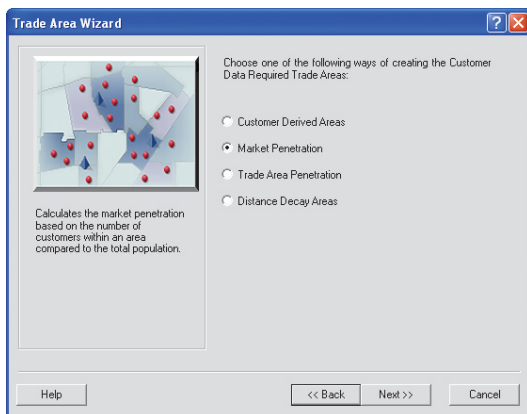 Trade Area Wizard
Choose one of the following ways of creating the Customer
Data Required Trade Areas:
Customer Derived Areas
Market Penetration
Trade Area Penetration
Distance Decay Areas
Calculates the market penetration
based on the number of
customers within an area
compared to the total population.
Help
<< Back
Next >>
Cancel